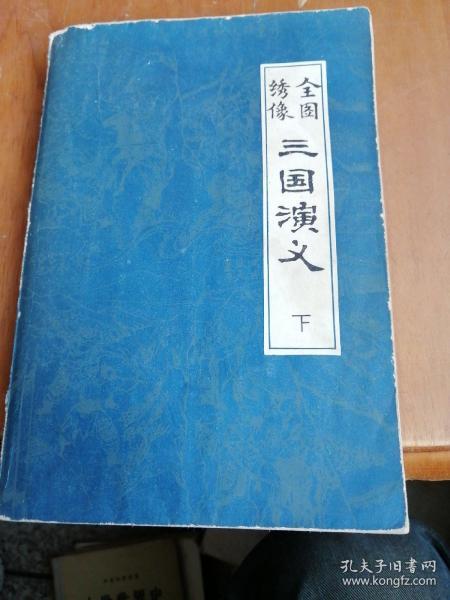 全图
绣像
三国演义
下
孔夫子旧书网
www.kongfz.com